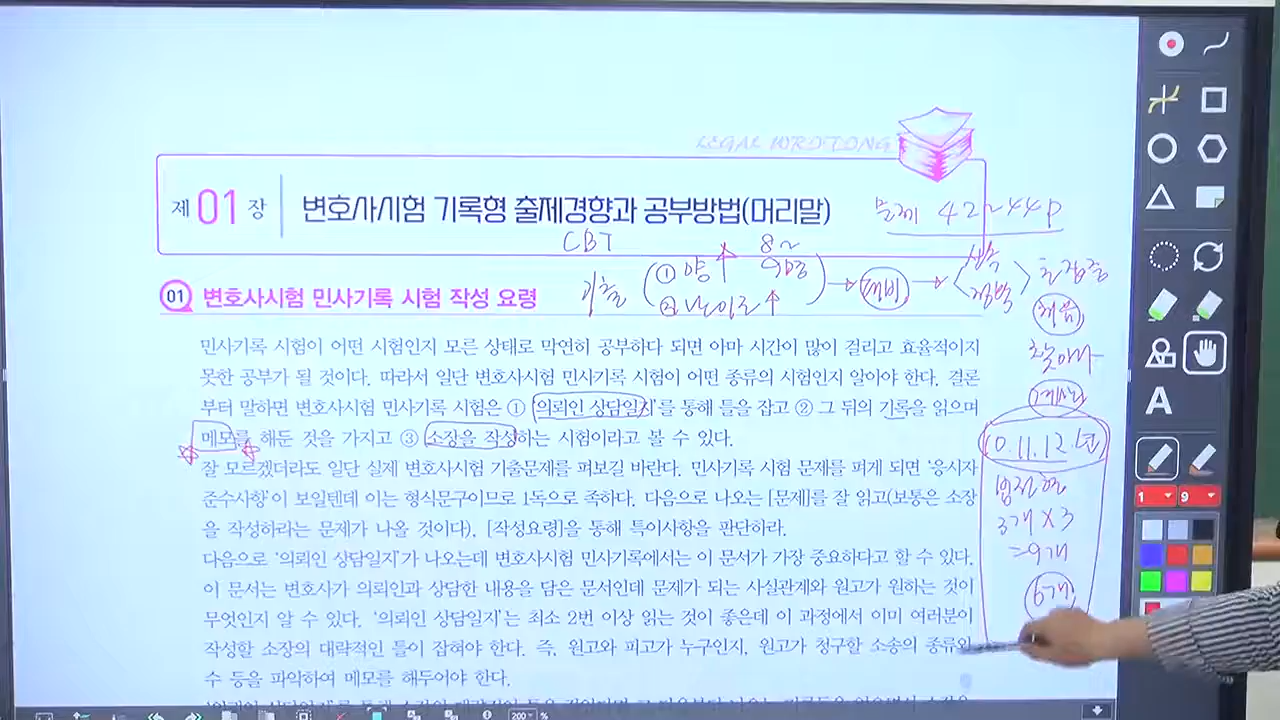 LEGAL WRITING
제 01 장 변호사시험 기록형 출제경향과 공부방법(머리말)
문제 42~44p
CBT
① 양 ↑ 8~
기출
② 난이도 ↑
→ → 신속
정확
채움
찾아
10.11.12
3개 X 3
=9개
6개
01 변호사시험 민사기록 시험 작성 요령
민사기록 시험이 어떤 시험인지 모른 상태로 막연히 공부하다 되면 아마 시간이 많이 걸리고 효율적이지
못한 공부가 될 것이다. 따라서 일단 변호사시험 민사기록 시험이 어떤 종류의 시험인지 알아야 한다. 결론
부터 말하면 변호사시험 민사기록 시험은 ① '의뢰인 상담일지'를 통해 틀을 잡고 ② 그 뒤의 기록을 읽으며
메모를 해둔 것을 가지고 ③ 소장을 작성하는 시험이라고 볼 수 있다.
잘 모르겠더라도 일단 실제 변호사시험 기출문제를 펴보길 바란다. 민사기록 시험 문제를 펴게 되면 '응시자
준수사항'이 보일텐데 이는 형식문구이므로 1독으로 족하다. 다음으로 나오는 [문제]를 잘 읽고(보통은 소장
을 작성하라는 문제가 나올 것이다). [작성요령]을 통해 특이사항을 판단하라.
다음으로 '의뢰인 상담일지'가 나오는데 변호사시험 민사기록에서는 이 문서가 가장 중요하다고 할 수 있다.
이 문서는 변호사가 의뢰인과 상담한 내용을 담은 문서인데 문제가 되는 사실관계와 원고가 원하는 것이
무엇인지 알 수 있다. '의뢰인 상담일지'는 최소 2번 이상 읽는 것이 좋은데 이 과정에서 이미 여러분이
작성할 소장의 대략적인 틀이 잡혀야 한다. 즉, 원고와 피고가 누구인지, 원고가 청구할 소송의 종류와
수 등을 파악하여 메모를 해두어야 한다.
A
1 9
200 %